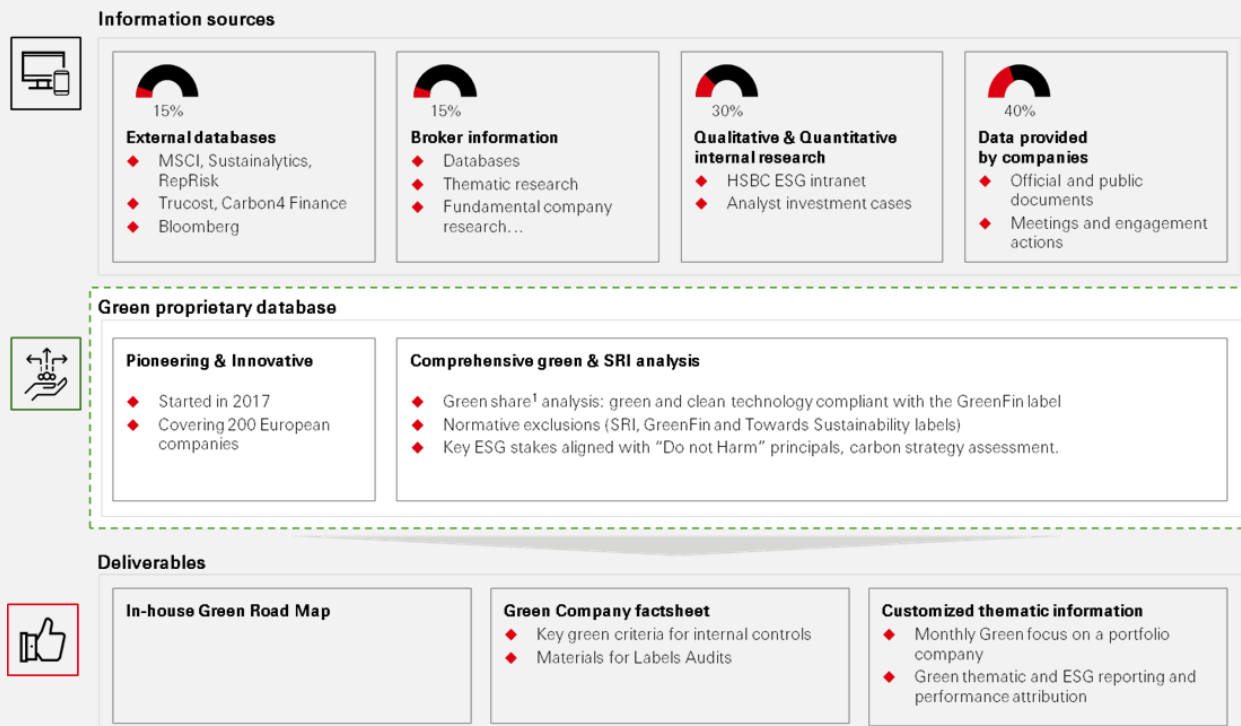 Information sources
15%
External databases
MSCI, Sustainalytics,
RepRisk
Trucost, Carbon4 Finance
Bloomberg
15%
Broker information
Databases
Thematic research
Fundamental company
research…
30%
Qualitative & Quantitative
internal research
HSBC ESG intranet
Analyst investment cases
40%
Data provided
by companies
Official and public
documents
Meetings and engagement
actions
Green proprietary database
Pioneering & Innovative
Started in 2017
Covering 200 European
companies
Comprehensive green & SRI analysis
Green share¹ analysis: green and clean technology compliant with the GreenFin label
Normative exclusions (SRI, GreenFin and Towards Sustainability labels)
Key ESG stakes aligned with “Do not Harm” principals, carbon strategy assessment.
Deliverables
In-house Green Road Map
Green Company factsheet
Key green criteria for internal controls
Materials for Labels Audits
Customized thematic information
Monthly Green focus on a portfolio
company
Green thematic and ESG reporting and
performance attribution